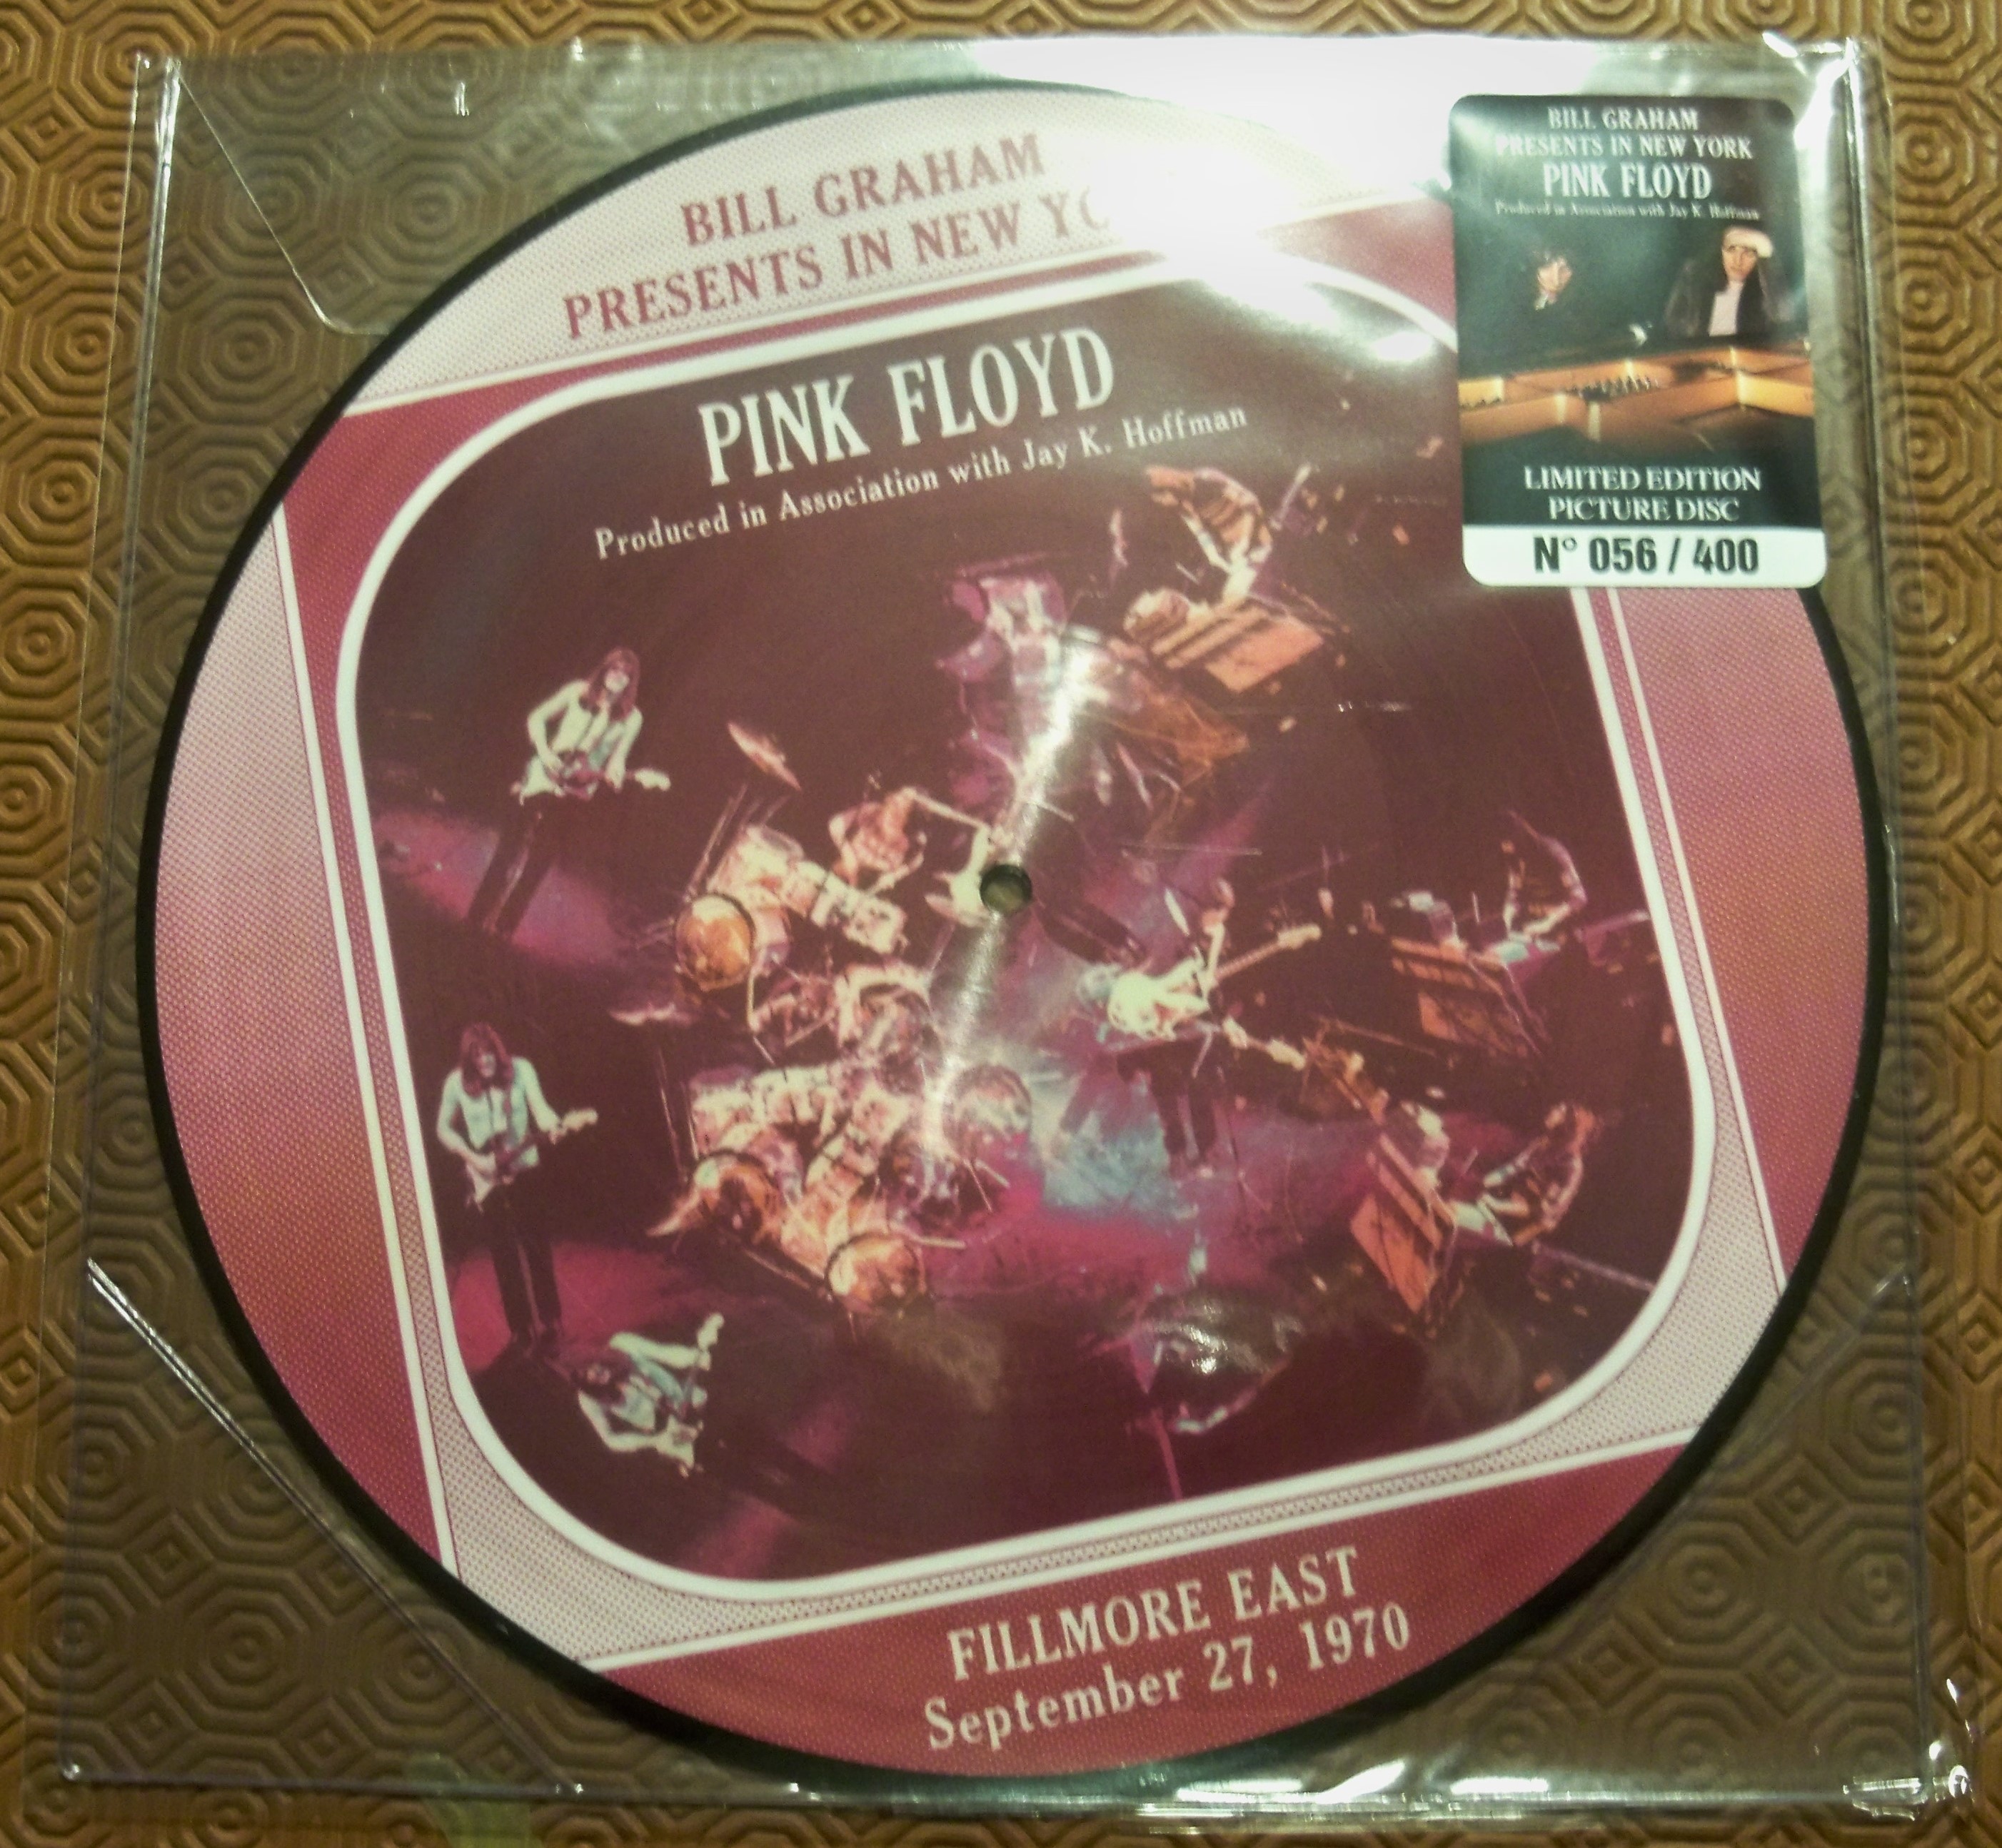 BILL GRAHAM
PRESENTS IN NEW
PINK FLOYD
Produced in Association with Jay K. Hoffman
FILLMORE EAST
September 27, 1970
BILL GRAHAM
PRESENTS IN NEW YORK
PINK FLOYD
Produced in Association with Jay K. Hoffman
LIMITED EDITION
PICTURE DISC
N° 056 / 400